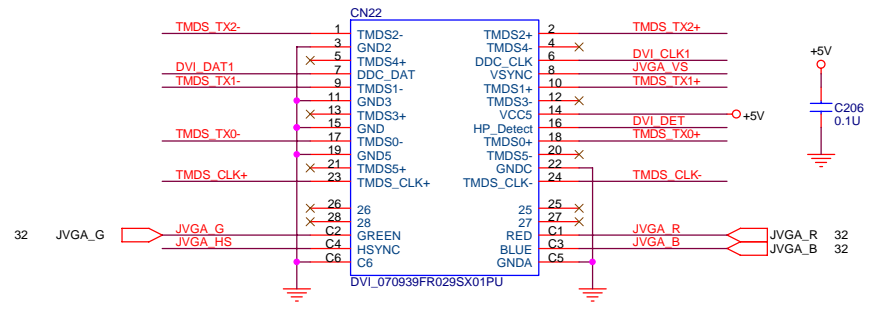 CN22
TMDS_TX2- 1 TMDS2- TMDS2+ 2 TMDS_TX2+
3 GND2 TMDS4- 4
5 TMDS4+ DDC_CLK 6 DVI_CLK1
DVI_DAT1 7 DDC_DAT VSYNC 8 JVGA_VS
TMDS_TX1- 9 TMDS1- TMDS1+ 10 TMDS_TX1+
11 GND3 TMDS3- 12
13 TMDS3+ VCC5 14 +5V
15 GND HP_Detect 16 DVI_DET
TMDS_TX0- 17 TMDS0- TMDS0+ 18 TMDS_TX0+
19 GND5 TMDS5- 20
21 TMDS5+ GNDC 22
TMDS_CLK+ 23 TMDS_CLK+ TMDS_CLK- 24 TMDS_CLK-
26 26 25 25
28 28 27 27
32 JVGA_G JVGA_G C2 GREEN RED C1 JVGA_R JVGA_R 32
JVGA_HS C4 HSYNC BLUE C3 JVGA_B JVGA_B 32
C6 C6 GNDA C5
DVI_070939FR029SX01PU
+5V
C206
0.1U